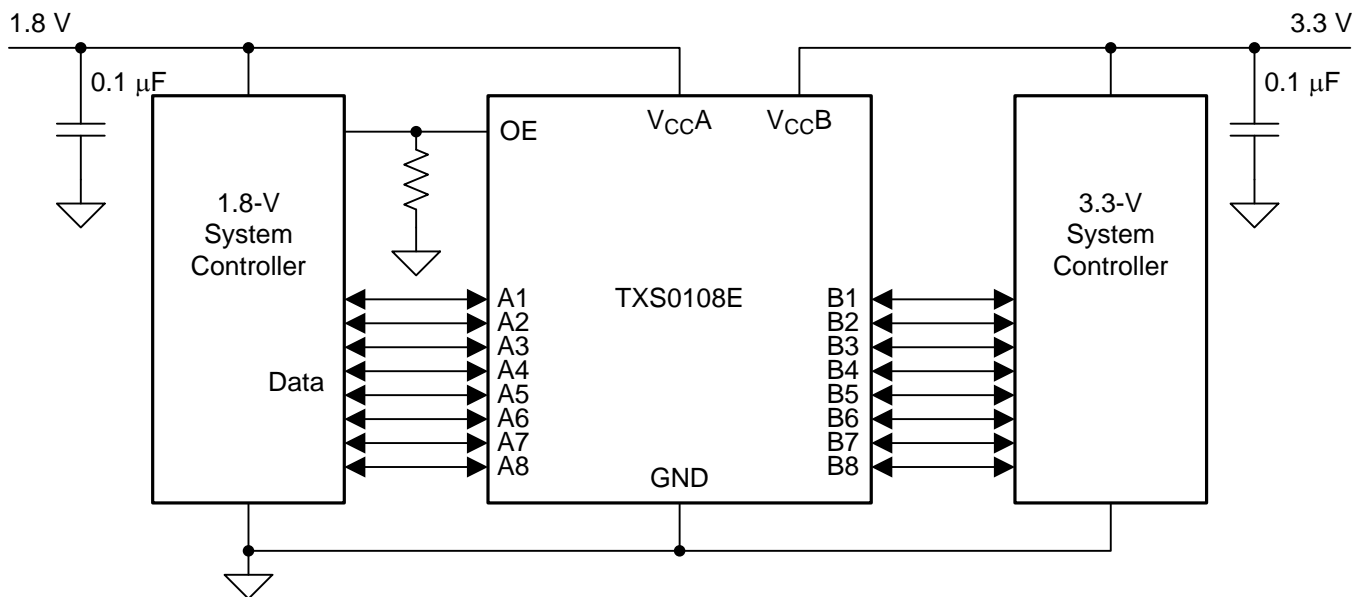 1.8 V
3.3 V
0.1 μF
0.1 μF
OE
VCCA
VCCB
1.8-V
System
Controller
3.3-V
System
Controller
TXS0108E
Data
A1
A2
A3
A4
A5
A6
A7
A8
B1
B2
B3
B4
B5
B6
B7
B8
GND